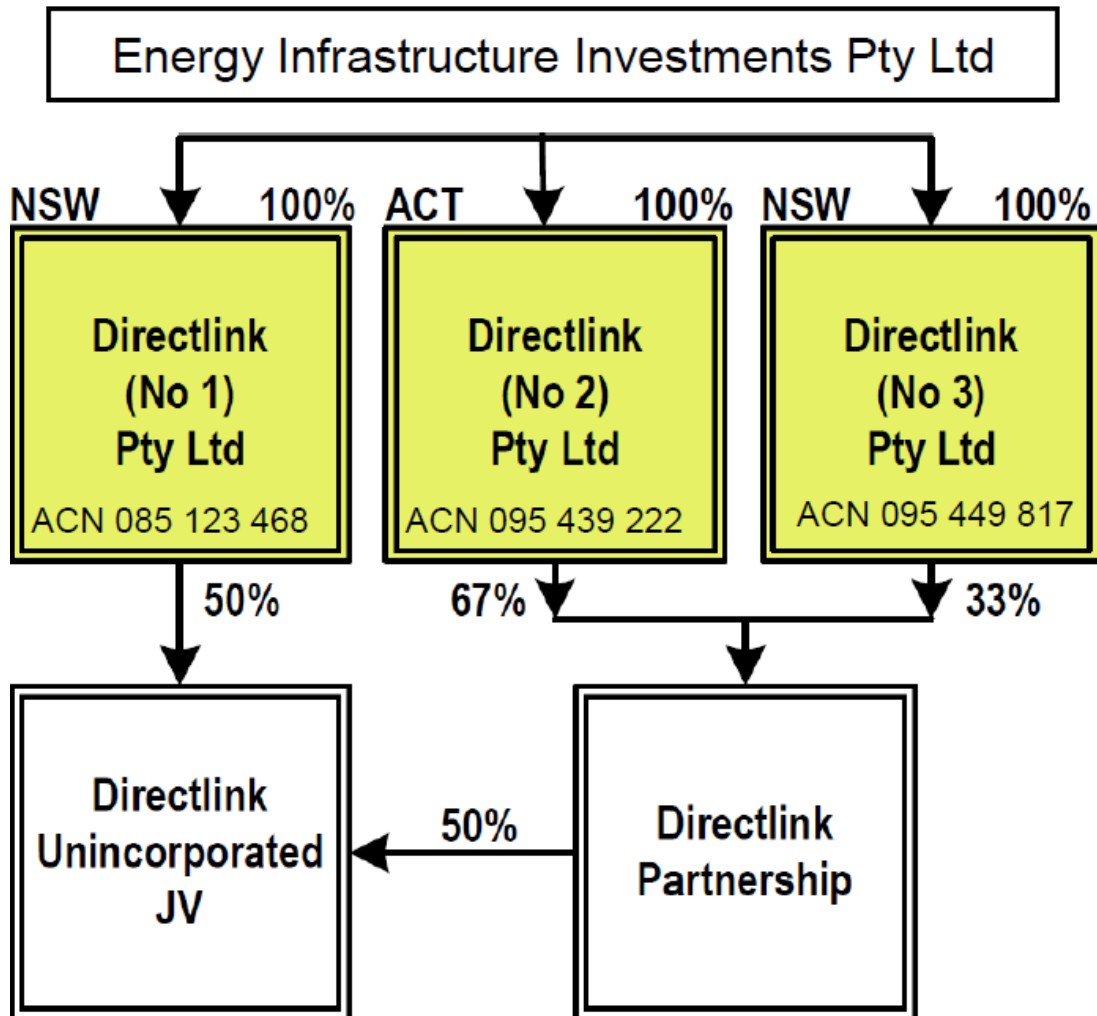 Energy Infrastructure Investments Pty Ltd
NSW 100% ACT 100% NSW 100%
Directlink
(No 1)
Pty Ltd
ACN 085 123 468
Directlink
(No 2)
Pty Ltd
ACN 095 439 222
Directlink
(No 3)
Pty Ltd
ACN 095 449 817
50%
67%
33%
Directlink
Unincorporated
JV
50%
Directlink
Partnership